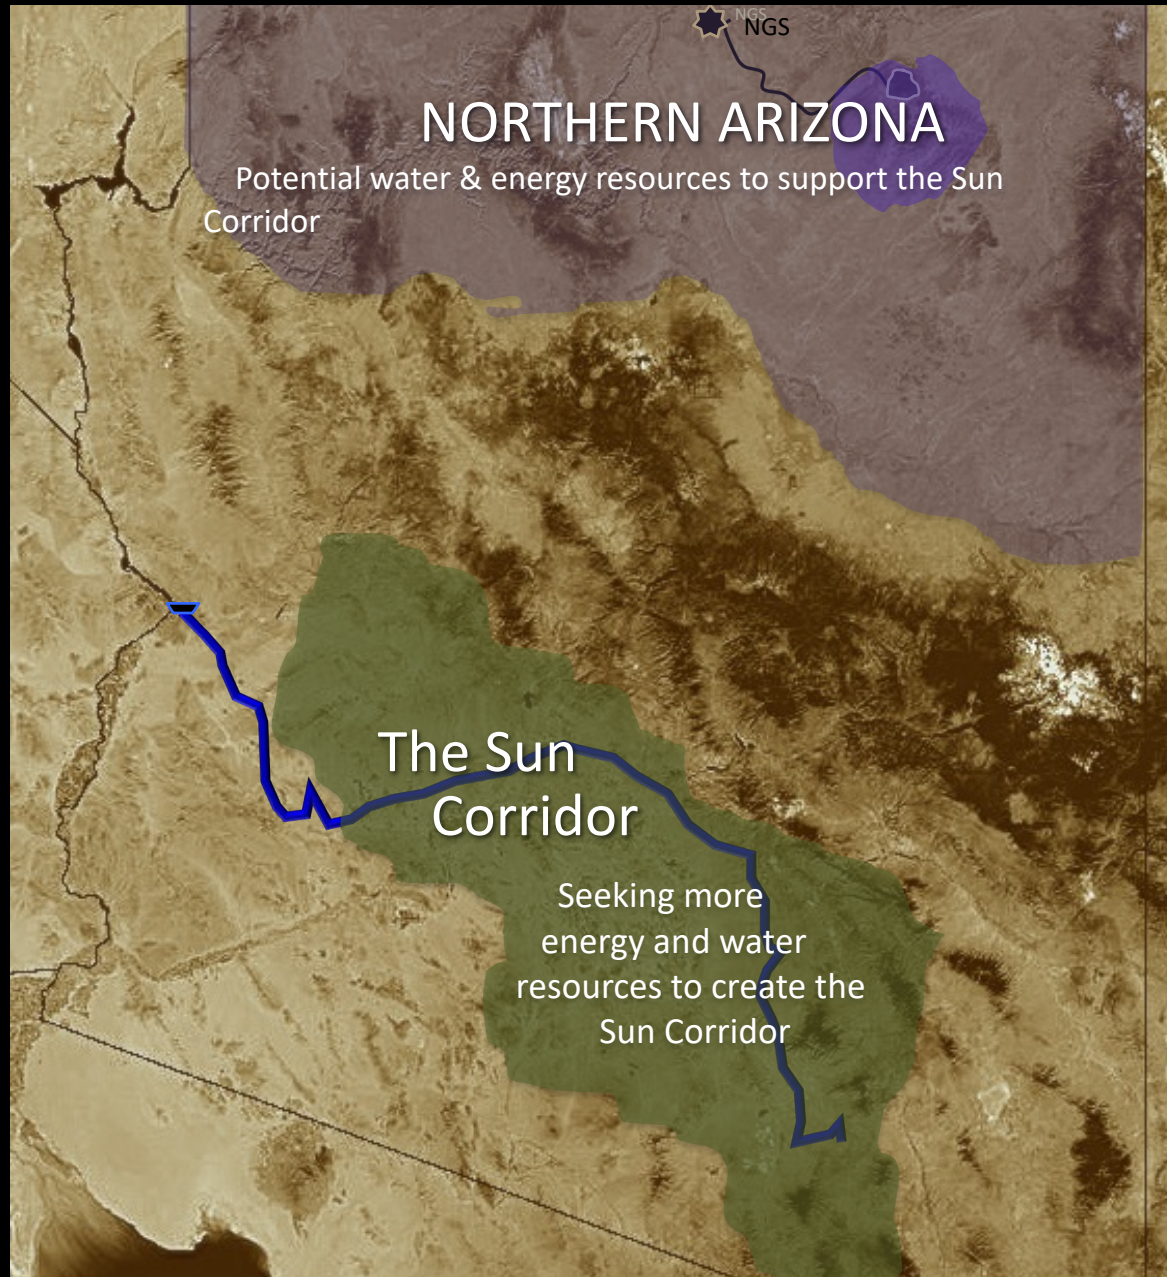 NGS
NGS
NORTHERN ARIZONA
Potential water & energy resources to support the Sun
Corridor
The Sun
Corridor
Seeking more
energy and water
resources to create the
Sun Corridor